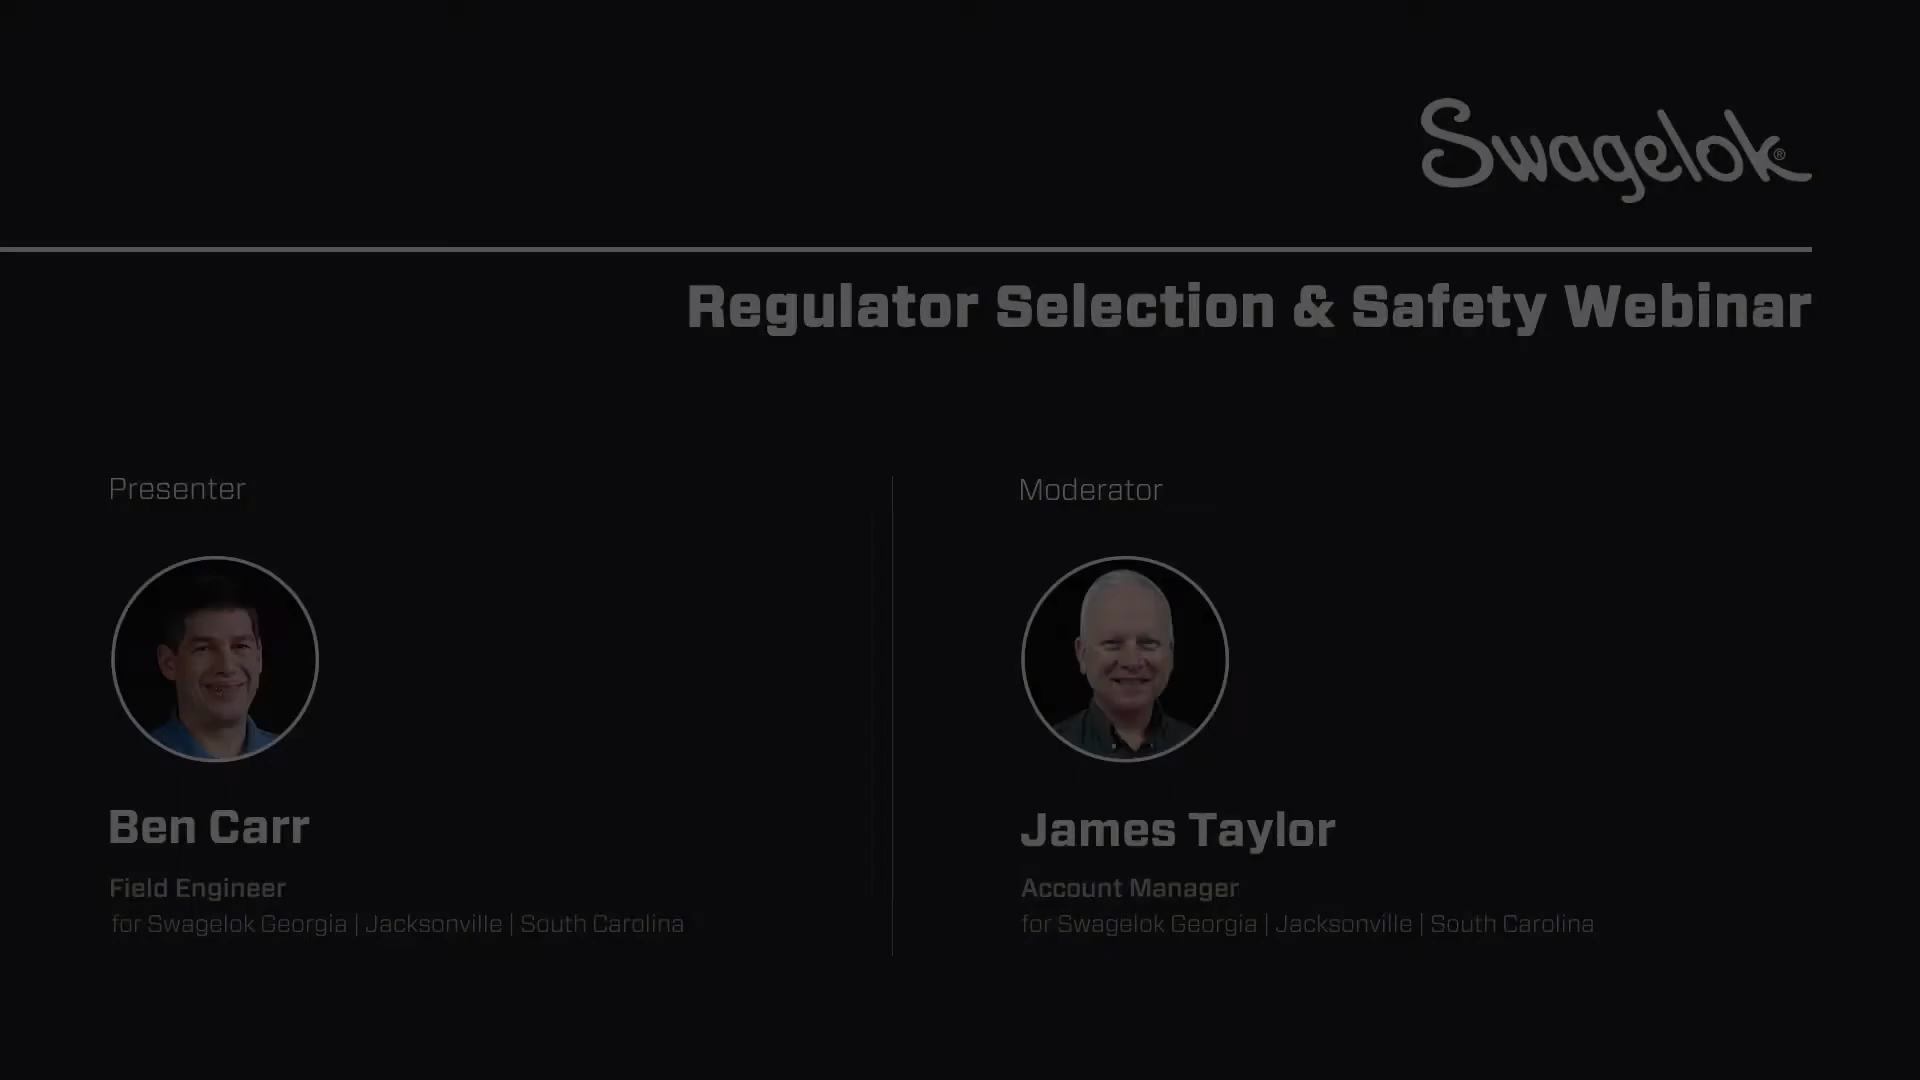 Swagelok®
Regulator Selection & Safety Webinar
Presenter
Ben Carr
Field Engineer
for Swagelok Georgia | Jacksonville | South Carolina
Moderator
James Taylor
Account Manager
for Swagelok Georgia | Jacksonville | South Carolina